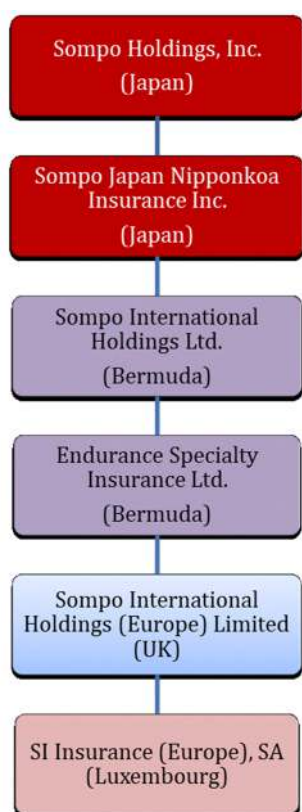 Sompo Holdings, Inc.
(Japan)
Sompo Japan Nipponkoa
Insurance Inc.
(Japan)
Sompo International
Holdings Ltd.
(Bermuda)
Endurance Specialty
Insurance Ltd.
(Bermuda)
Sompo International
Holdings (Europe) Limited
(UK)
SI Insurance (Europe), SA
(Luxembourg)